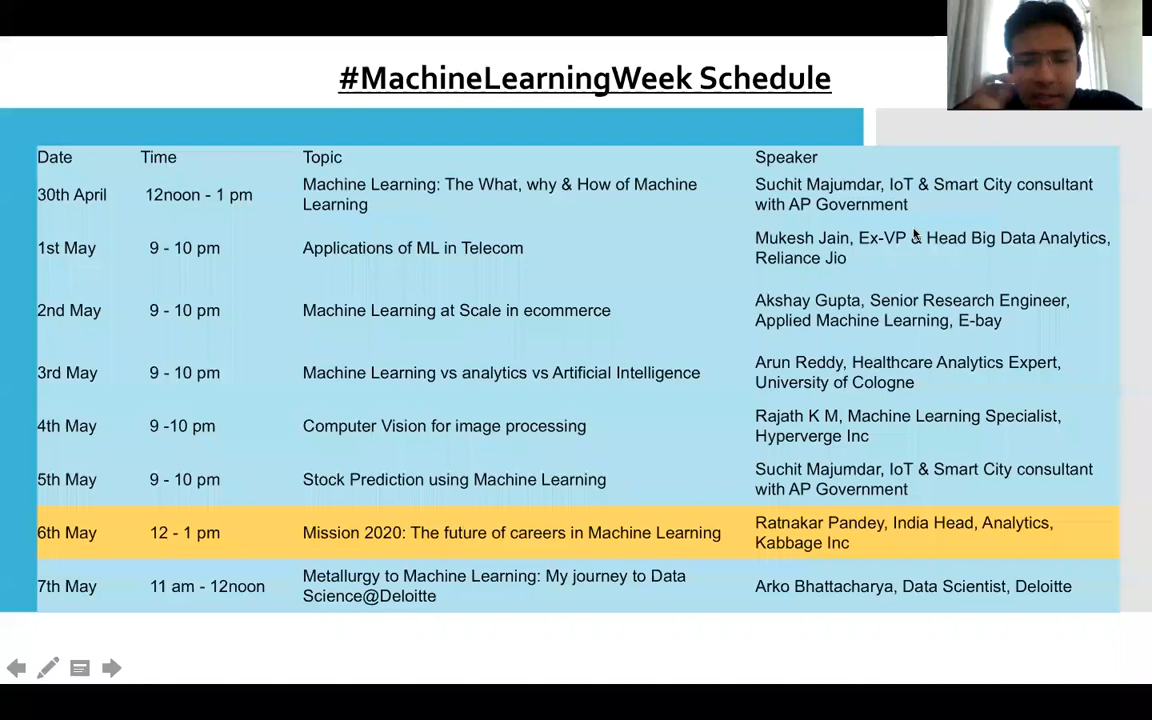 #MachineLearningWeek Schedule
Date Time Topic Speaker
30th April 12noon - 1 pm Machine Learning: The What, why & How of Machine Learning Suchit Majumdar, IoT & Smart City consultant with AP Government
1st May 9 - 10 pm Applications of ML in Telecom Mukesh Jain, Ex-VP & Head Big Data Analytics, Reliance Jio
2nd May 9 - 10 pm Machine Learning at Scale in ecommerce Akshay Gupta, Senior Research Engineer, Applied Machine Learning, E-bay
3rd May 9 - 10 pm Machine Learning vs analytics vs Artificial Intelligence Arun Reddy, Healthcare Analytics Expert, University of Cologne
4th May 9 -10 pm Computer Vision for image processing Rajath K M, Machine Learning Specialist, Hyperverge Inc
5th May 9 - 10 pm Stock Prediction using Machine Learning Suchit Majumdar, IoT & Smart City consultant with AP Government
6th May 12 - 1 pm Mission 2020: The future of careers in Machine Learning Ratnakar Pandey, India Head, Analytics, Kabbage Inc
7th May 11 am - 12noon Metallurgy to Machine Learning: My journey to Data Science@Deloitte Arko Bhattacharya, Data Scientist, Deloitte